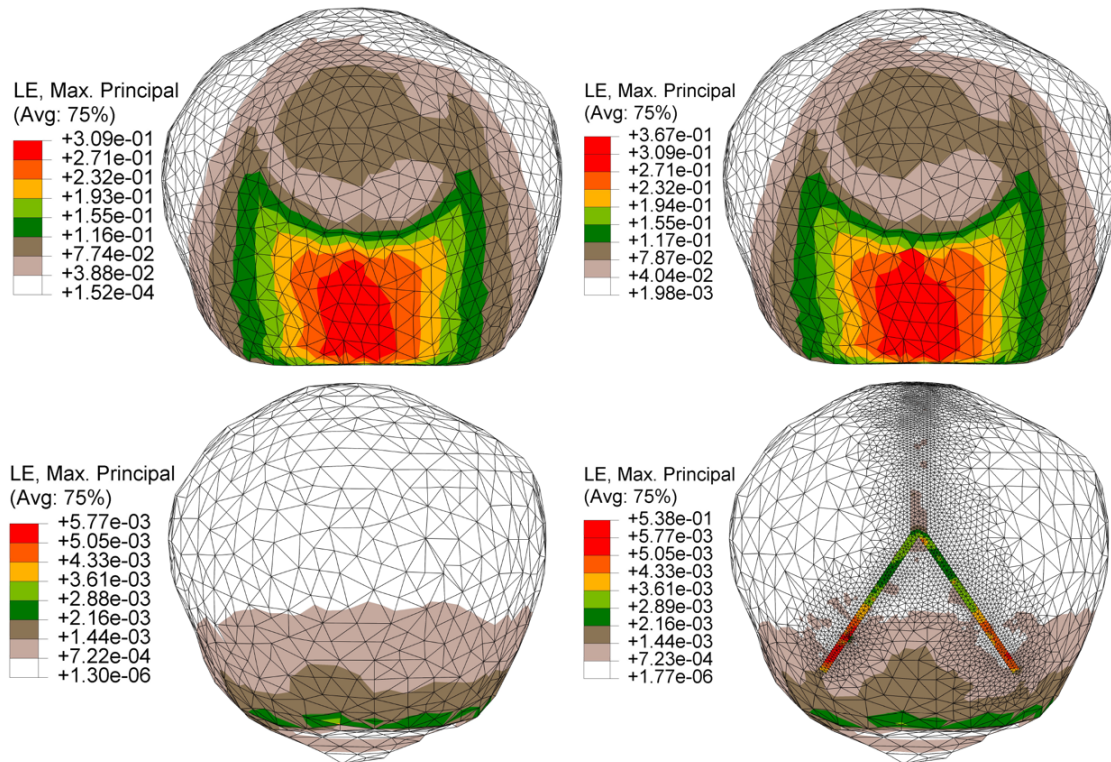 LE, Max. Principal
(Avg: 75%)
+3.09e-01
+2.71e-01
+2.32e-01
+1.93e-01
+1.55e-01
+1.16e-01
+7.74e-02
+3.88e-02
+1.52e-04
LE, Max. Principal
(Avg: 75%)
+3.67e-01
+3.09e-01
+2.71e-01
+2.32e-01
+1.94e-01
+1.55e-01
+1.17e-01
+7.87e-02
+4.04e-02
+1.98e-03
LE, Max. Principal
(Avg: 75%)
+5.77e-03
+5.05e-03
+4.33e-03
+3.61e-03
+2.88e-03
+2.16e-03
+1.44e-03
+7.22e-04
+1.30e-06
LE, Max. Principal
(Avg: 75%)
+5.38e-01
+5.77e-03
+5.05e-03
+4.33e-03
+3.61e-03
+2.89e-03
+2.16e-03
+1.44e-03
+7.23e-04
+1.77e-06